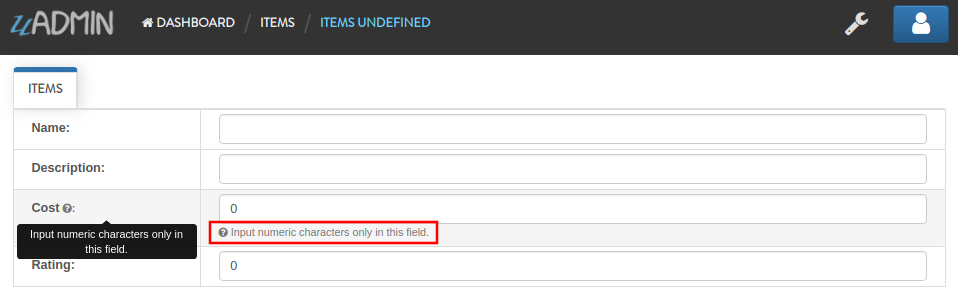 uADMIN DASHBOARD / ITEMS / ITEMS UNDEFINED
ITEMS
Name:
Description:
Cost ?: 0
? Input numeric characters only in this field.
Input numeric characters only in
this field.
Rating: 0